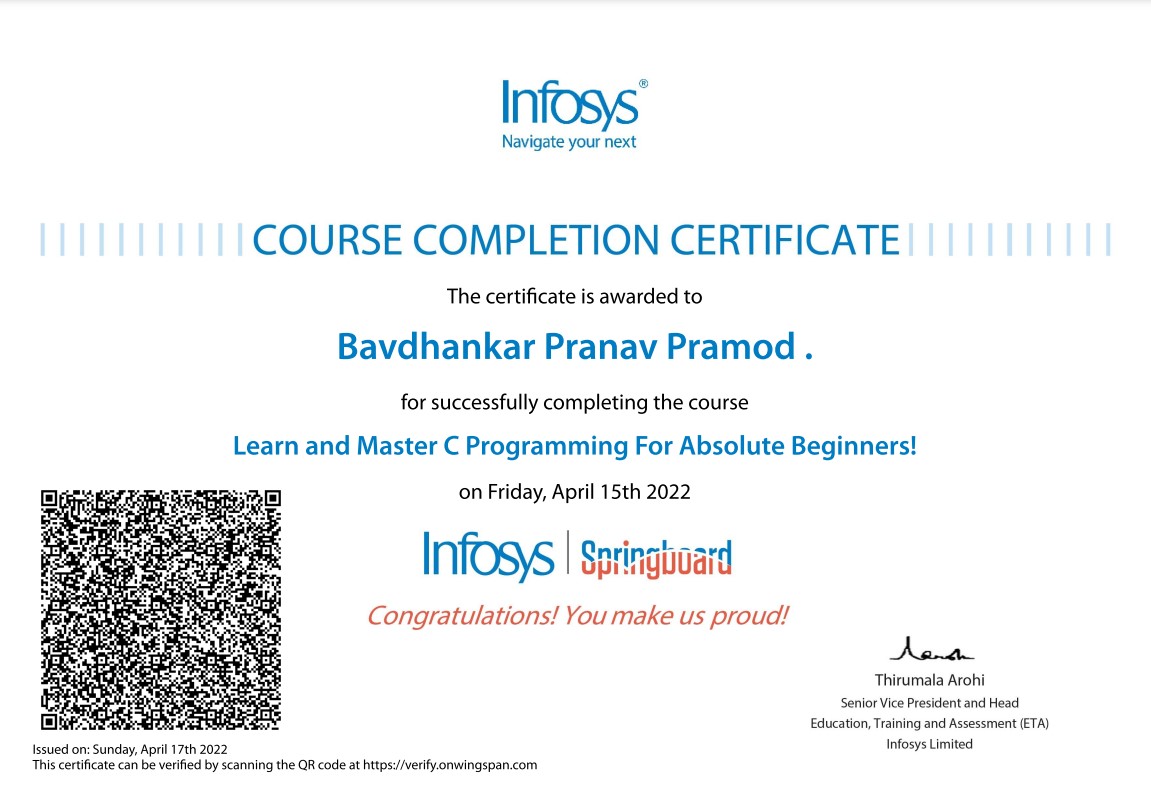 Infosys®
Navigate your next
COURSE COMPLETION CERTIFICATE
The certificate is awarded to
Bavdhankar Pranav Pramod .
for successfully completing the course
Learn and Master C Programming For Absolute Beginners!
on Friday, April 15th 2022
Infosys | Springboard
Congratulations! You make us proud!
Thirumala Arohi
Senior Vice President and Head
Education, Training and Assessment (ETA)
Infosys Limited
Issued on: Sunday, April 17th 2022
This certificate can be verified by scanning the QR code at https://verify.onwingspan.com